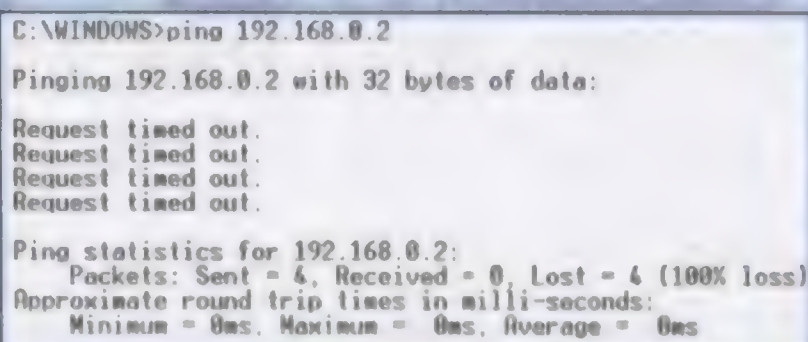 C:\WINDOWS>ping 192.168.0.2
Pinging 192.168.0.2 with 32 bytes of data:
Request timed out.
Request timed out.
Request timed out.
Request timed out.
Ping statistics for 192.168.0.2:
Packets: Sent = 4, Received = 0, Lost = 4 (100% loss)
Approximate round trip times in milli-seconds:
Minimum = 0ms, Maximum =  0ms, Average =  0ms